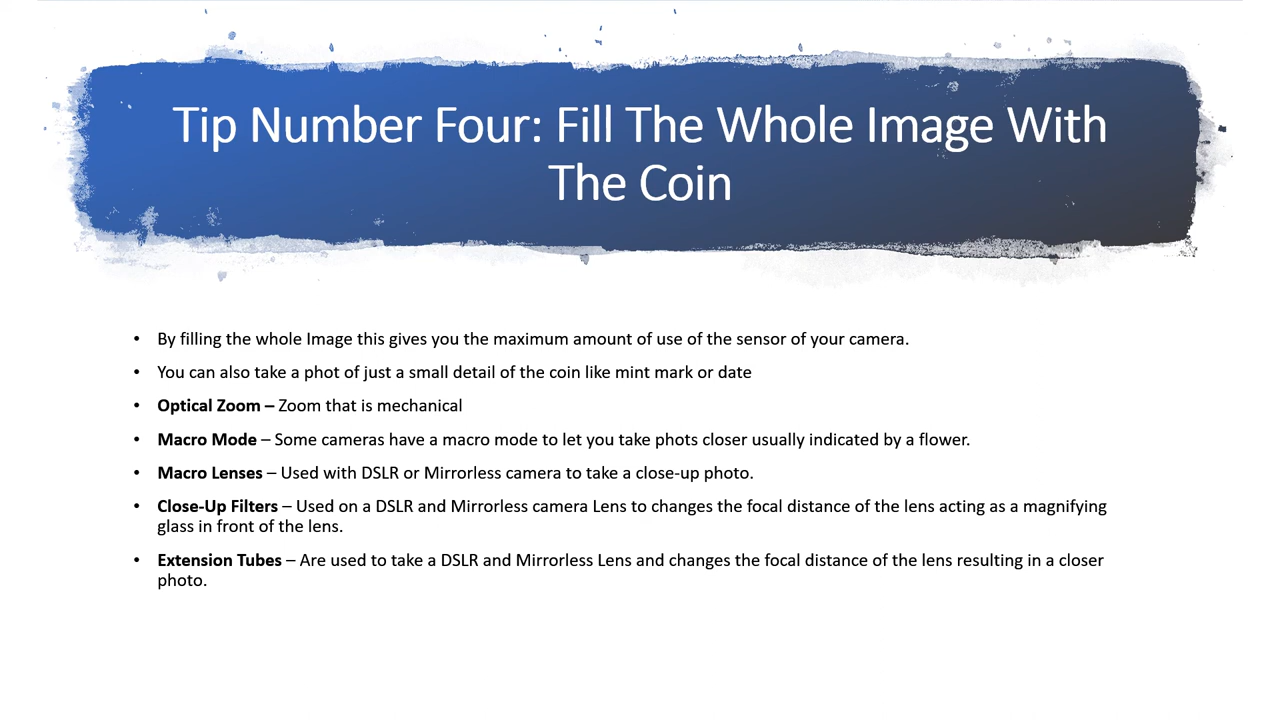 Tip Number Four: Fill The Whole Image With
The Coin
• By filling the whole Image this gives you the maximum amount of use of the sensor of your camera.
• You can also take a phot of just a small detail of the coin like mint mark or date
• Optical Zoom – Zoom that is mechanical
• Macro Mode – Some cameras have a macro mode to let you take phots closer usually indicated by a flower.
• Macro Lenses – Used with DSLR or Mirrorless camera to take a close-up photo.
• Close-Up Filters – Used on a DSLR and Mirrorless camera Lens to changes the focal distance of the lens acting as a magnifying
glass in front of the lens.
• Extension Tubes – Are used to take a DSLR and Mirrorless Lens and changes the focal distance of the lens resulting in a closer
photo.